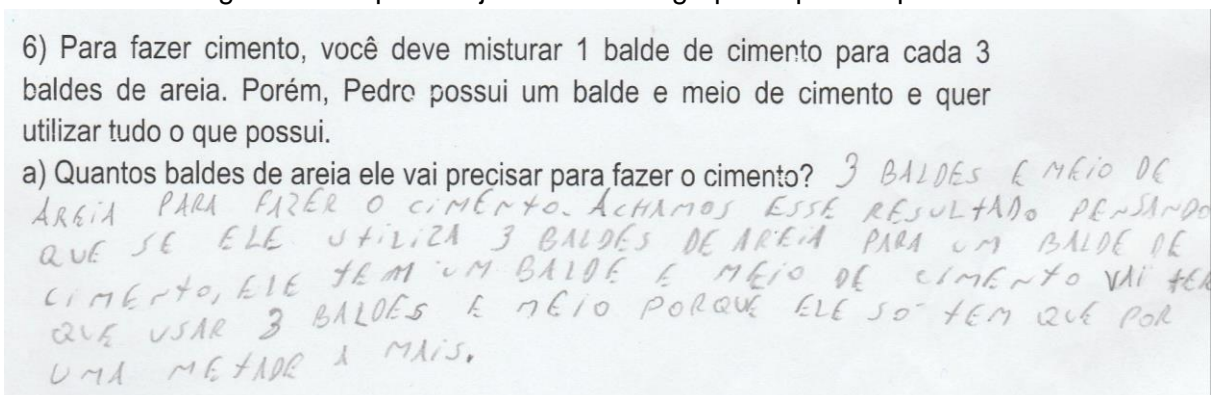 6) Para fazer cimento, você deve misturar 1 balde de cimento para cada 3
baldes de areia. Porém, Pedro possui um balde e meio de cimento e quer
utilizar tudo o que possui.
a) Quantos baldes de areia ele vai precisar para fazer o cimento? 3 BALDES E MEIO DE
AREIA PARA FAZER O CIMENTO. ACHAMOS ESSE RESULTADO PENSANDO
QUE SE ELE UTILIZA 3 BALDES DE AREIA PARA UM BALDE DE
CIMENTO, ELE TEM UM BALDE E MEIO DE CIMENTO VAI TER
QUE USAR 3 BALDES E MEIO PORQUE ELE SÓ TEM QUE POR
UMA METADE A MAIS.